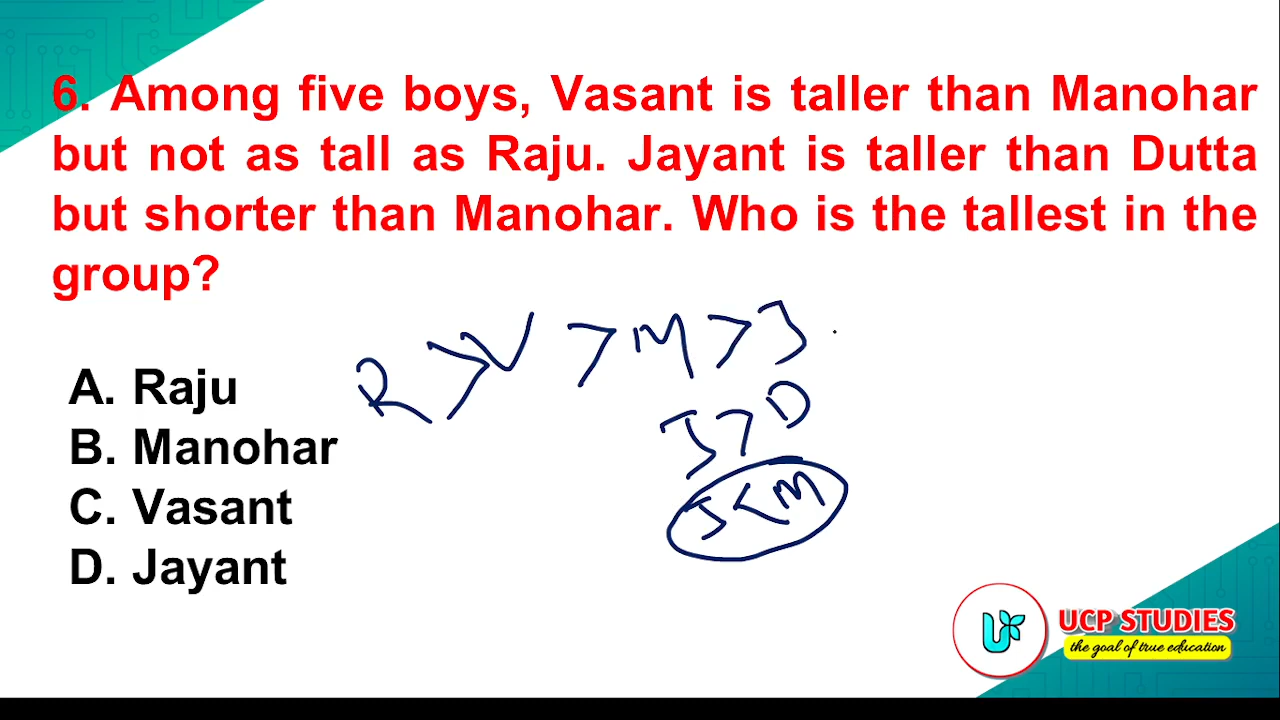 6. Among five boys, Vasant is taller than Manohar
but not as tall as Raju. Jayant is taller than Dutta
but shorter than Manohar. Who is the tallest in the
group?
R > V > M > J
A. Raju
J > D
B. Manohar
J < M
C. Vasant
D. Jayant
UCP STUDIES
the goal of true education